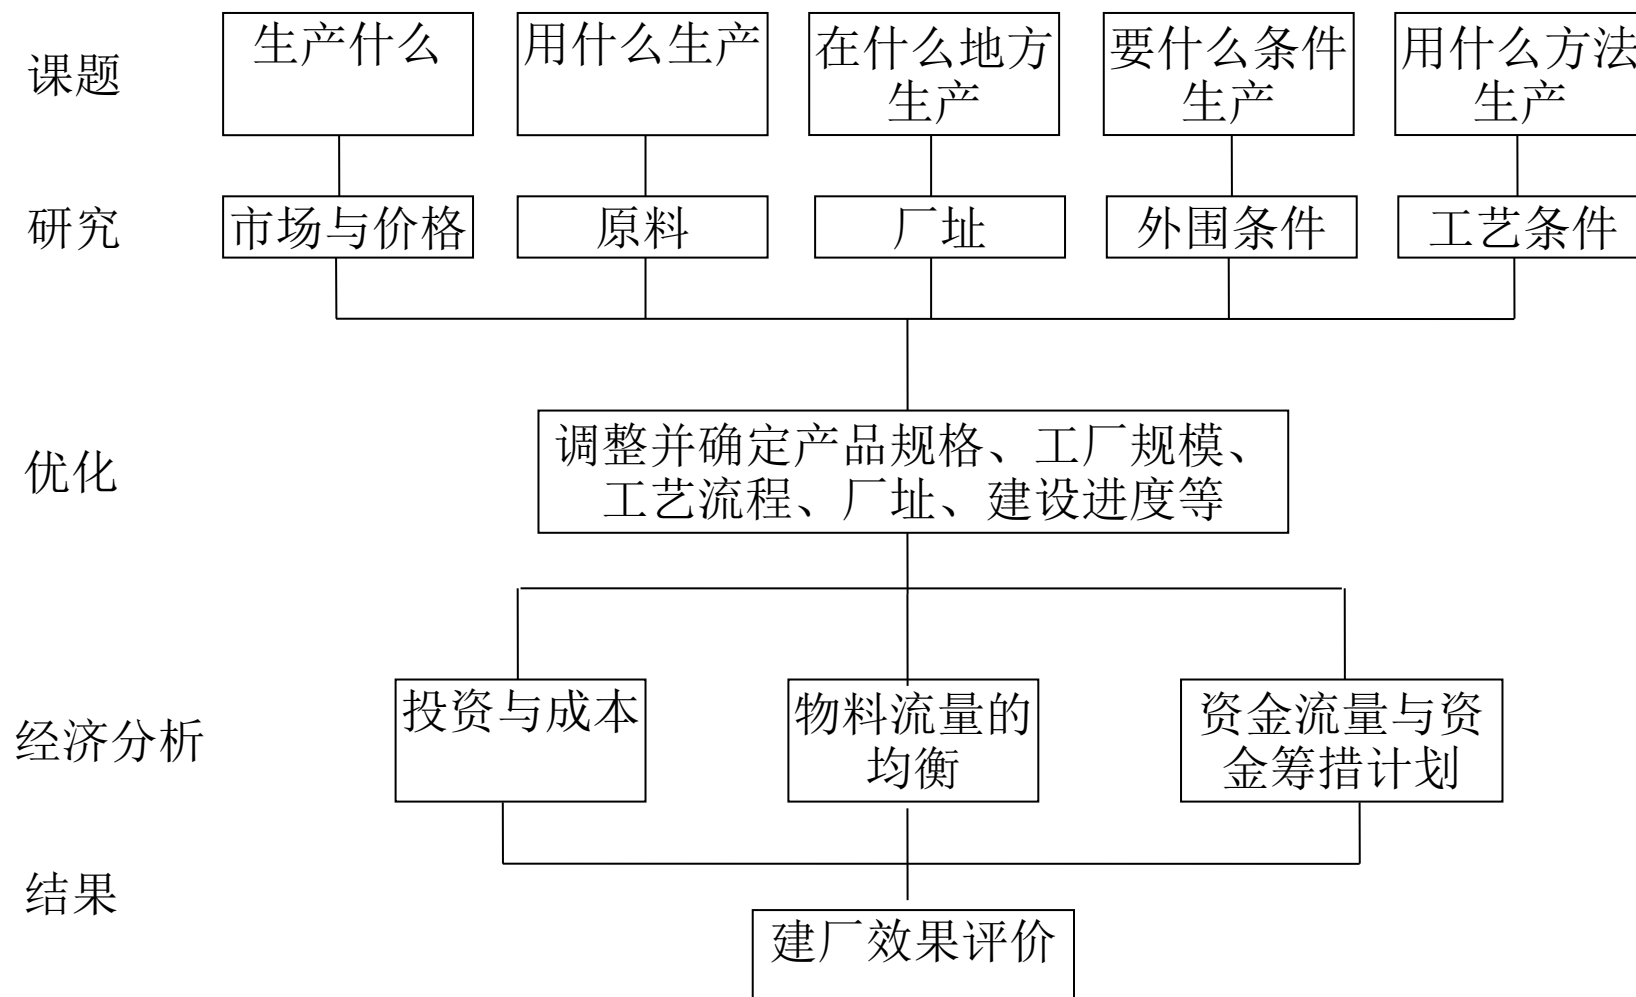 课题
生产什么
用什么生产
在什么地方
生产
要什么条件
生产
用什么方法
生产
研究
市场与价格
原料
厂址
外围条件
工艺条件
优化
调整并确定产品规格、工厂规模、
工艺流程、厂址、建设进度等
经济分析
投资与成本
物料流量的
均衡
资金流量与资
金筹措计划
结果
建厂效果评价